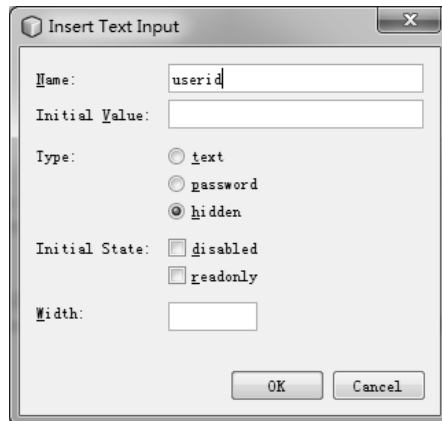 Insert Text Input
Name: userid
Initial Value:
Type: text
password
hidden
Initial State: disabled
readonly
Width:
OK Cancel